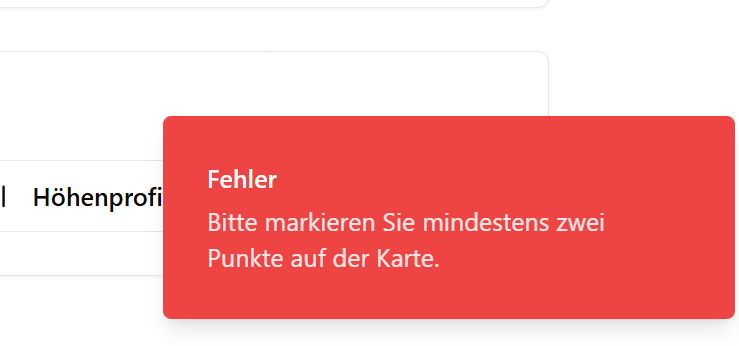 Fehler
Höhenprofi
Bitte markieren Sie mindestens zwei
Punkte auf der Karte.